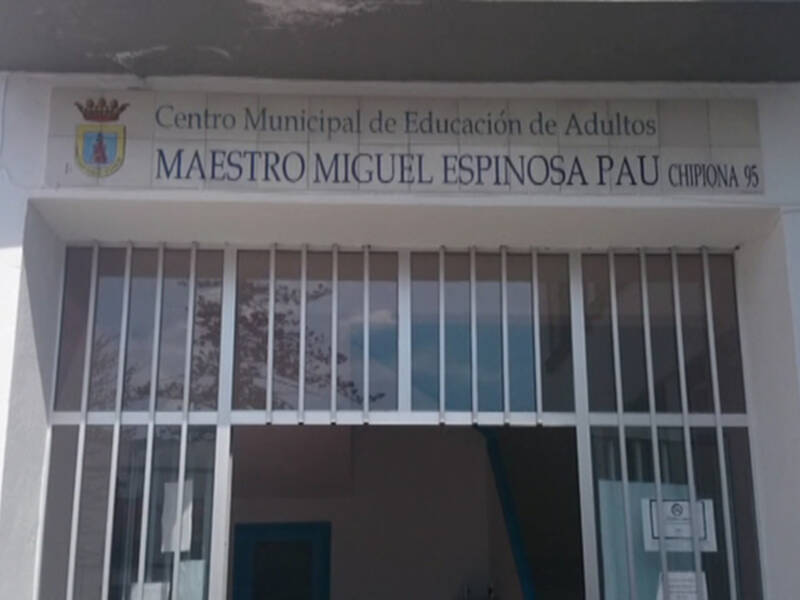 Centro Municipal de Educación de Adultos
MAESTRO MIGUEL ESPINOSA PAU CHIPIONA 95